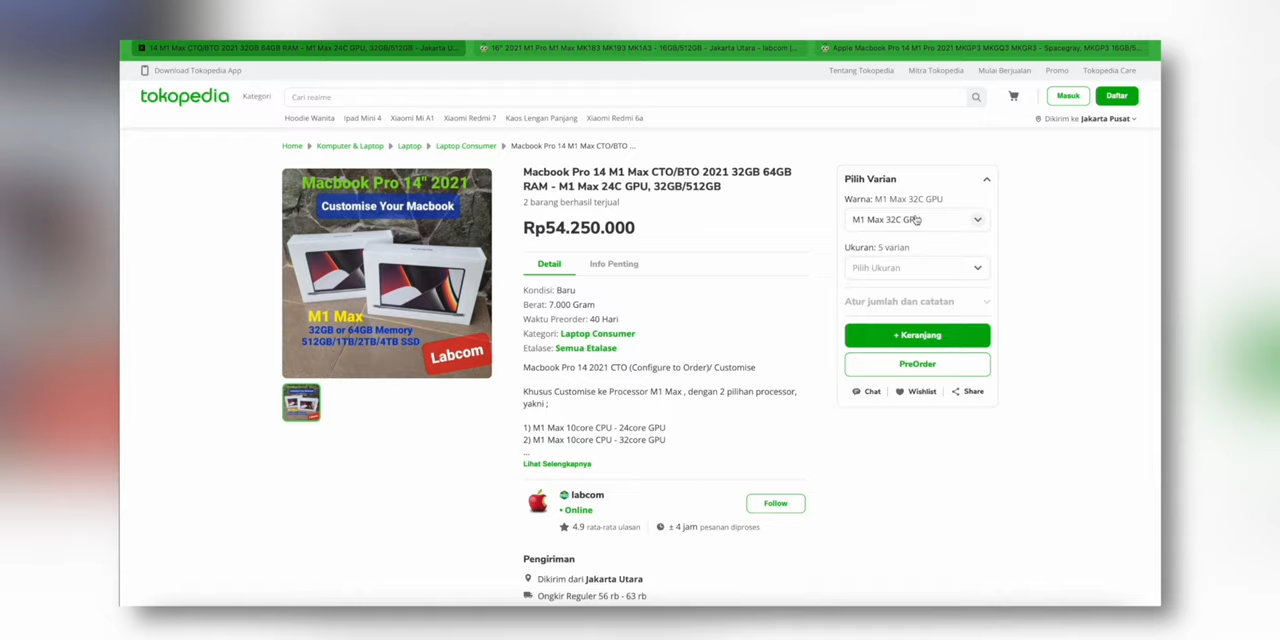 14 M1 Max CTO/BTO 2021 32GB 64GB RAM - M1 Max 24C GPU, 32GB/512GB - Jakarta U...
16" 2021 M1 Pro M1 Max MK183 MK193 MK1A3 - 16GB/512GB - Jakarta Utara - labcom |...
Apple Macbook Pro 14 M1 Pro 2021 MKGP3 MKGQ3 MKGR3 - Spacegray, MKGP3 16GB/5...
Download Tokopedia App
Tentang Tokopedia Mitra Tokopedia Mulai Berjualan Promo Tokopedia Care
tokopedia Kategori Cari realme Masuk Daftar
Hoodie Wanita Ipad Mini 4 Xiaomi Mi A1 Xiaomi Redmi 7 Kaos Lengan Panjang Xiaomi Redmi 6a
Dikirim ke Jakarta Pusat
Home Komputer & Laptop Laptop Laptop Consumer Macbook Pro 14 M1 Max CTO/BTO ...
Macbook Pro 14" 2021
Customise Your Macbook
M1 Max
32GB or 64GB Memory
512GB/1TB/2TB/4TB SSD
Labcom
Macbook Pro 14 M1 Max CTO/BTO 2021 32GB 64GB
RAM - M1 Max 24C GPU, 32GB/512GB
2 barang berhasil terjual
Rp54.250.000
Detail Info Penting
Kondisi: Baru
Berat: 7.000 Gram
Waktu Preorder: 40 Hari
Kategori: Laptop Consumer
Etalase: Semua Etalase
Macbook Pro 14 2021 CTO (Configure to Order)/ Customise
Khusus Customise ke Processor M1 Max , dengan 2 pilihan processor,
yakni ;
1) M1 Max 10core CPU - 24core GPU
2) M1 Max 10core CPU - 32core GPU
...
Lihat Selengkapnya
labcom
• Online
Follow
4.9 rata-rata ulasan ± 4 jam pesanan diproses
Pengiriman
Dikirim dari Jakarta Utara
Ongkir Reguler 56 rb - 63 rb
Pilih Varian
Warna: M1 Max 32C GPU
M1 Max 32C GPU
Ukuran: 5 varian
Pilih Ukuran
Atur jumlah dan catatan
+ Keranjang
PreOrder
Chat Wishlist Share